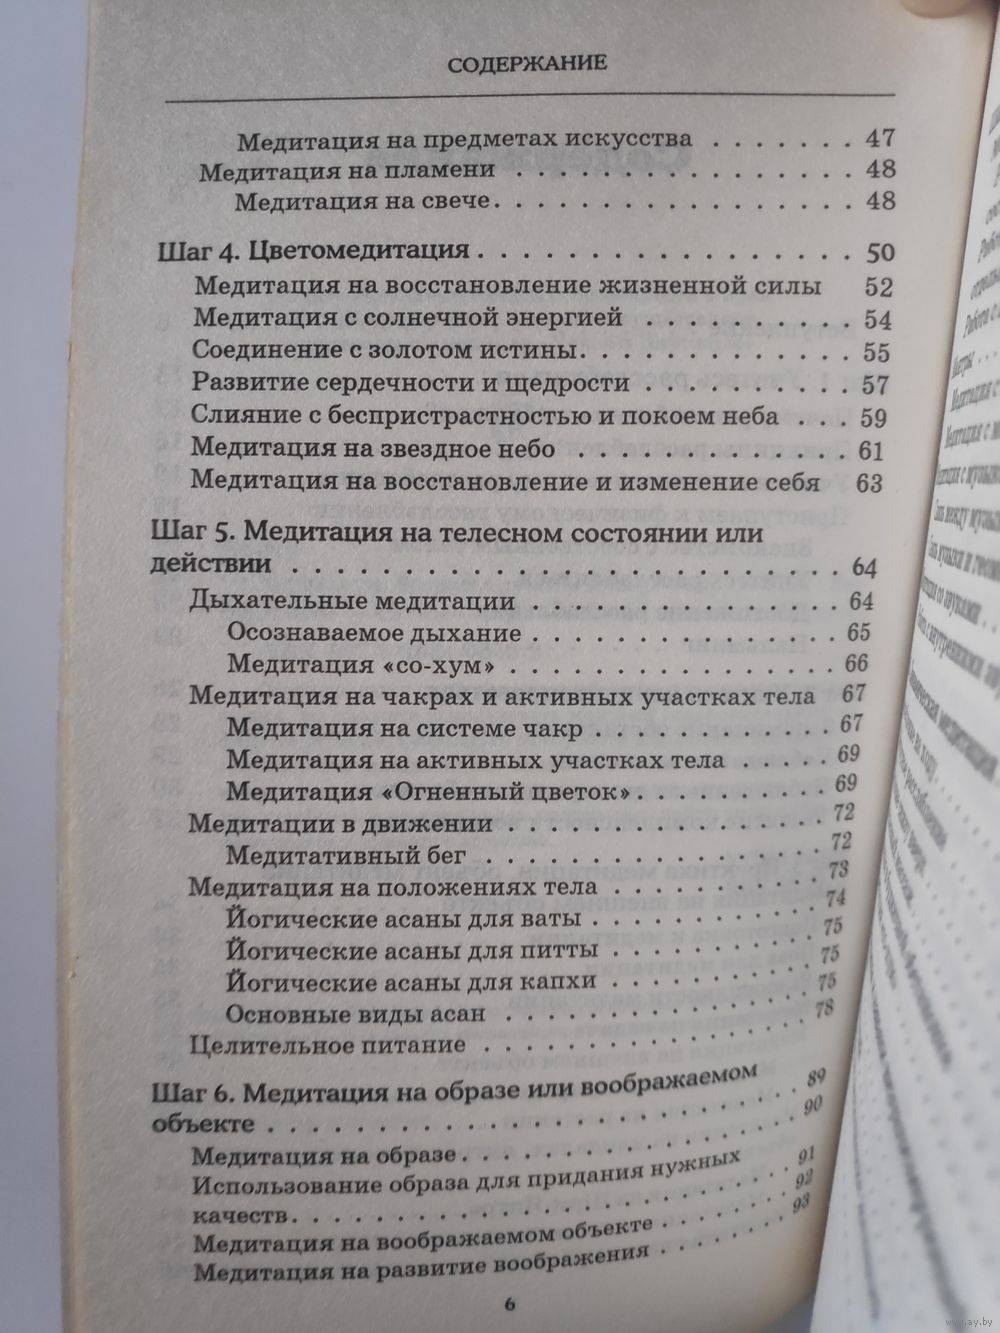 СОДЕРЖАНИЕ
Медитация на предметах искусства . . . . . . . 47
Медитация на пламени . . . . . . . . . . . . . . . . 48
Медитация на свече. . . . . . . . . . . . . . . . . 48
Шаг 4. Цветомедитация . . . . . . . . . . . . . . . . . 50
Медитация на восстановление жизненной силы 52
Медитация с солнечной энергией . . . . . . . . . 54
Соединение с золотом истины. . . . . . . . . . . . 55
Развитие сердечности и щедрости . . . . . . . . . 57
Слияние с беспристрастностью и покоем неба . . . 59
Медитация на звездное небо . . . . . . . . . . . . 61
Медитация на восстановление и изменение себя 63
Шаг 5. Медитация на телесном состоянии или
действии . . . . . . . . . . . . . . . . . . . . . . . 64
Дыхательные медитации . . . . . . . . . . . . . . 64
Осознаваемое дыхание . . . . . . . . . . . . . . 65
Медитация «со-хум» . . . . . . . . . . . . . . . 66
Медитация на чакрах и активных участках тела 67
Медитация на системе чакр . . . . . . . . . . . 67
Медитация на активных участках тела . . . . . 69
Медитация «Огненный цветок». . . . . . . . . . 69
Медитации в движении . . . . . . . . . . . . . . . 72
Медитативный бег . . . . . . . . . . . . . . . . 72
Медитация на положениях тела . . . . . . . . . . 73
Йогические асаны для ваты . . . . . . . . . . . 74
Йогические асаны для питты . . . . . . . . . . 75
Йогические асаны для капхи . . . . . . . . . . 75
Основные виды асан . . . . . . . . . . . . . . . 75
Целительное питание . . . . . . . . . . . . . . . . 78
Шаг 6. Медитация на образе или воображаемом
объекте . . . . . . . . . . . . . . . . . . . . . . . . 89
Медитация на образе. . . . . . . . . . . . . . . . . 90
Использование образа для придания нужных
качеств. . . . . . . . . . . . . . . . . . . . . . . . 91
Медитация на воображаемом объекте . . . . . . . 92
Медитация на развитие воображения . . . . . . . 93
6
www.ay.by